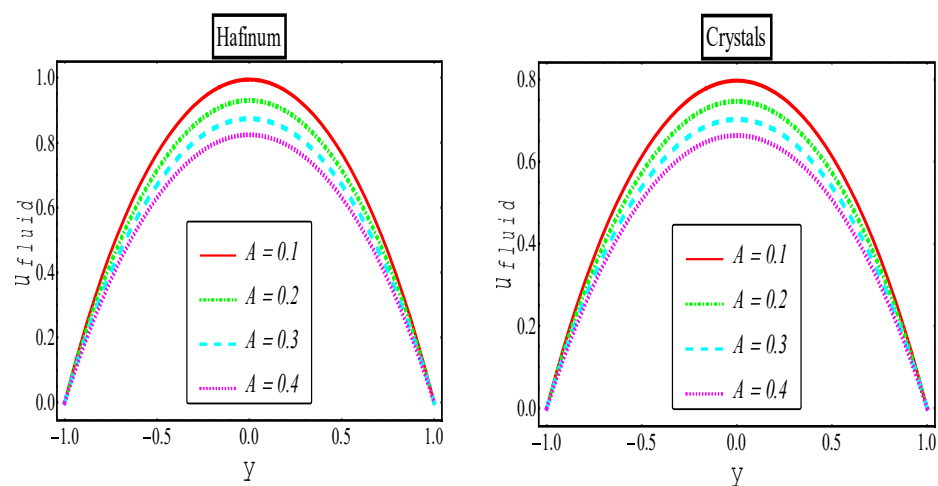 Hafinum
1.0
0.8
0.6
0.4
0.2
0.0
u fluid
A = 0.1
A = 0.2
A = 0.3
A = 0.4
-1.0 -0.5 0.0 0.5 1.0
y
Crystals
0.8
0.6
0.4
0.2
0.0
u fluid
A = 0.1
A = 0.2
A = 0.3
A = 0.4
-1.0 -0.5 0.0 0.5 1.0
y